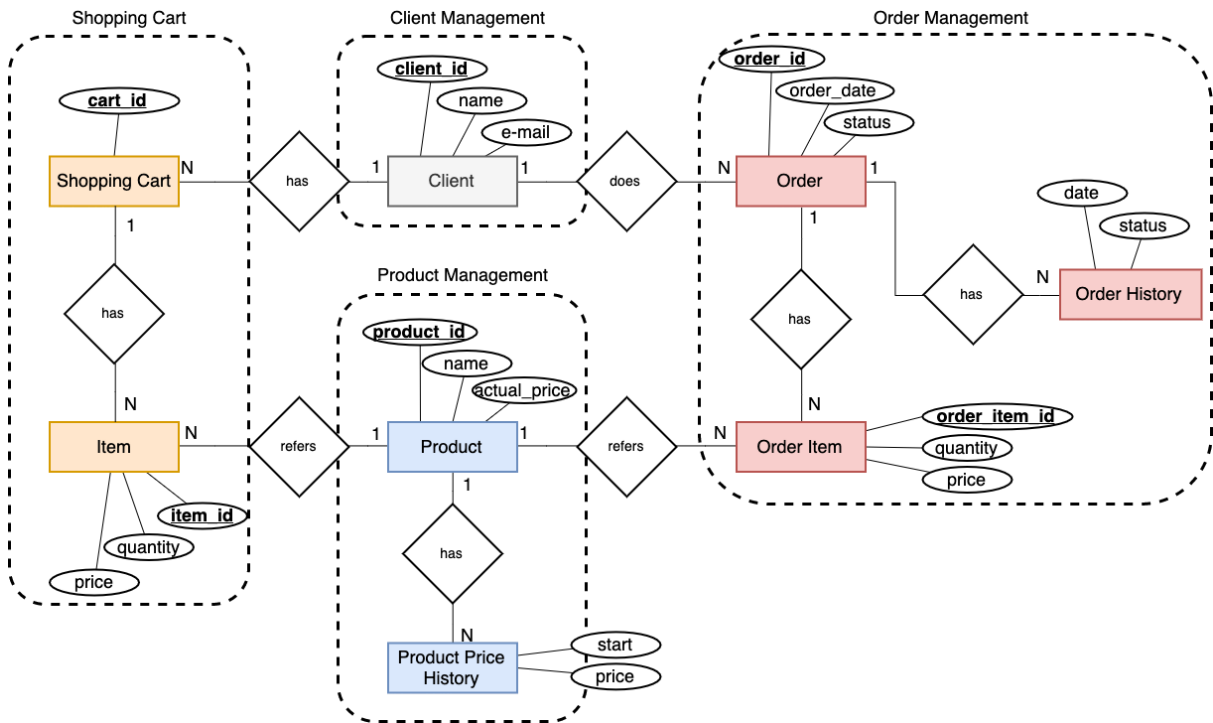 Shopping Cart
Client Management
Order Management
cart_id
client_id
name
e-mail
order_id
order_date
status
Shopping Cart
N
has
1
Client
1
does
N
Order
1
date
status
1
has
N
Item
1
has
N
Order Item
has
N
Order History
Product Management
product_id
name
actual_price
N
refers
1
Product
1
refers
N
order_item_id
quantity
price
item_id
quantity
price
1
has
N
Product Price
History
start
price